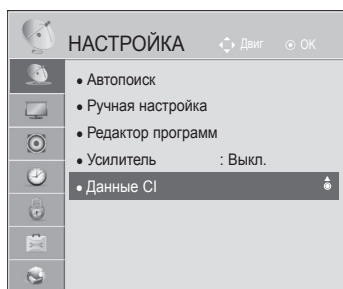 НАСТРОЙКА Двиг OK
• Автопоиск
• Ручная настройка
• Редактор программ
• Усилитель : Выкл.
• Данные CI